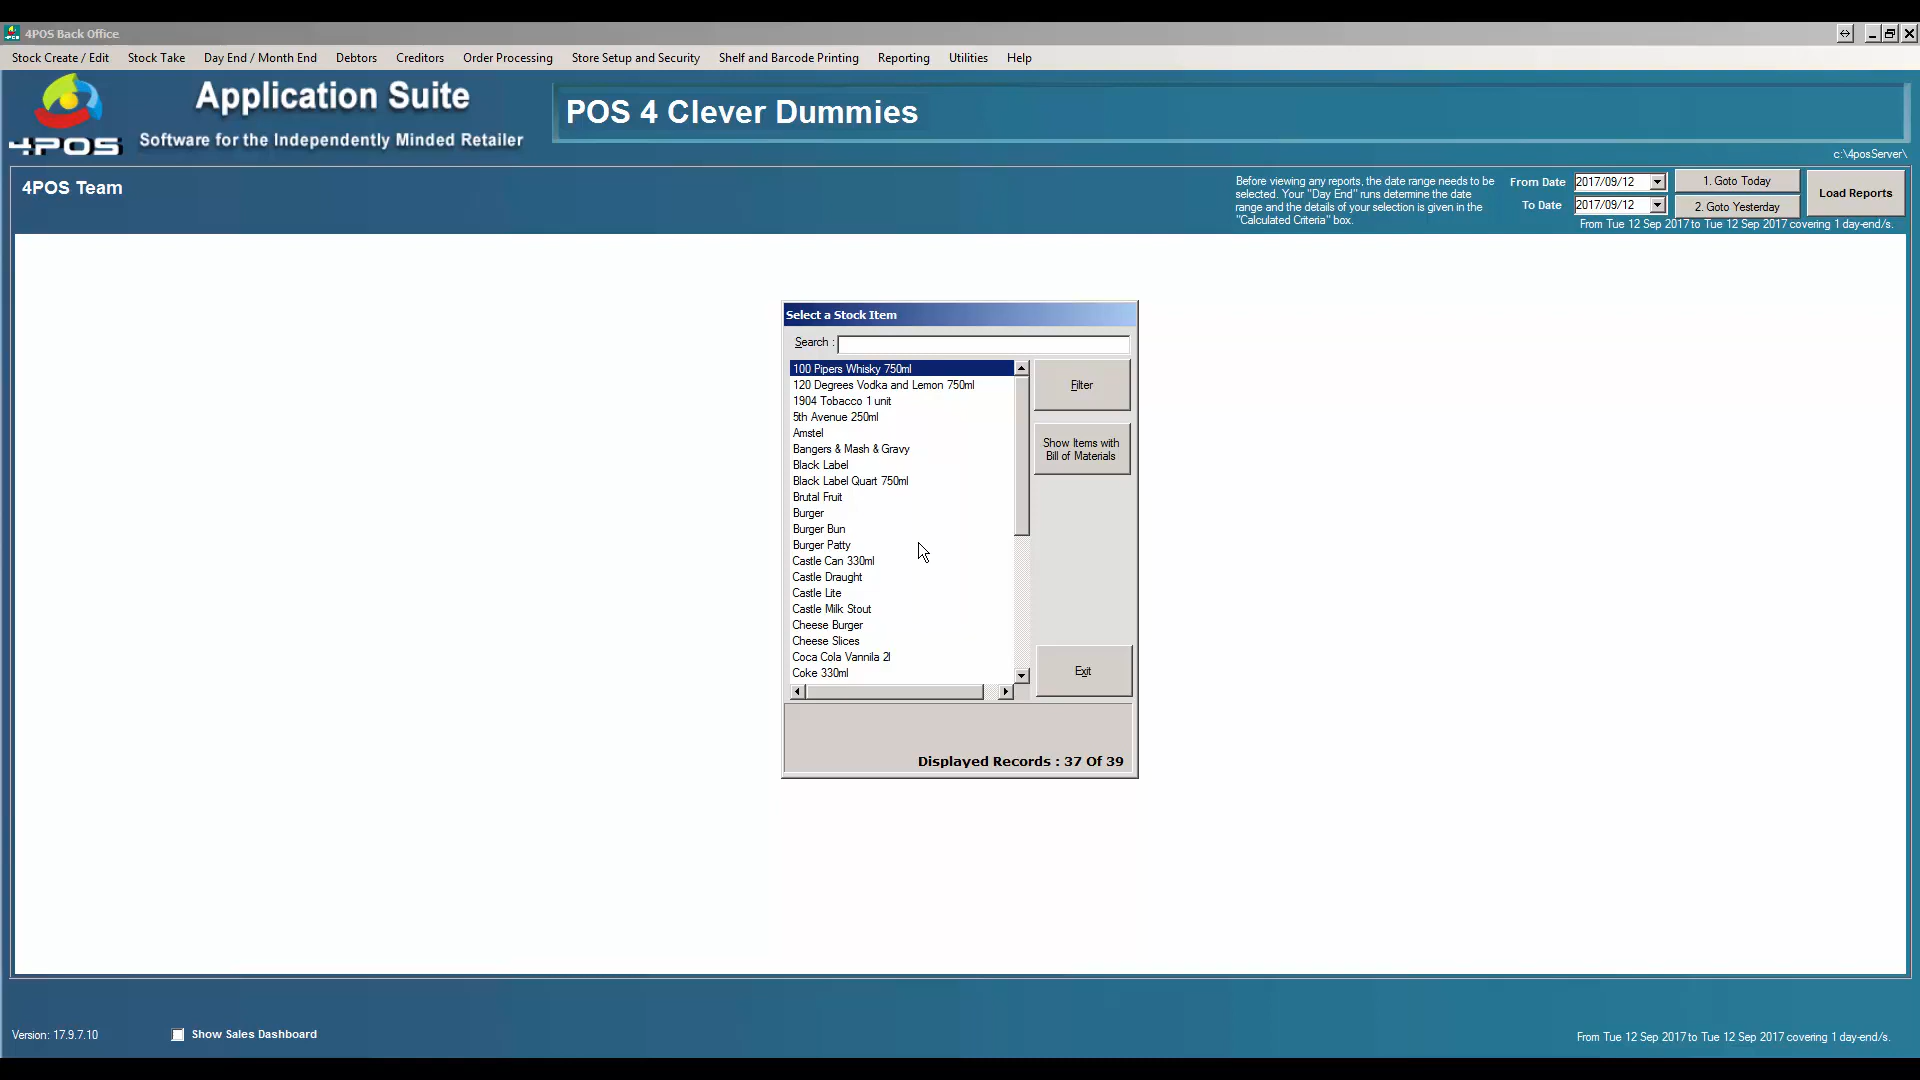 4POS Back Office
Stock Create / Edit Stock Take Day End / Month End Debtors Creditors Order Processing Store Setup and Security Shelf and Barcode Printing Reporting Utilities Help
4POS
Application Suite
Software for the Independently Minded Retailer
POS 4 Clever Dummies
c:\4posServer\
4POS Team
Before viewing any reports, the date range needs to be
selected. Your "Day End" runs determine the date
range and the details of your selection is given in the
"Calculated Criteria" box.
From Date 2017/09/12
To Date 2017/09/12
1. Goto Today
2. Goto Yesterday
Load Reports
From Tue 12 Sep 2017 to Tue 12 Sep 2017 covering 1 day-end/s.
Select a Stock Item
Search :
100 Pipers Whisky 750ml
120 Degrees Vodka and Lemon 750ml
1904 Tobacco 1 unit
5th Avenue 250ml
Amstel
Bangers & Mash & Gravy
Black Label
Black Label Quart 750ml
Brutal Fruit
Burger
Burger Bun
Burger Patty
Castle Can 330ml
Castle Draught
Castle Lite
Castle Milk Stout
Cheese Burger
Cheese Slices
Coca Cola Vannila 2l
Coke 330ml
Filter
Show Items with
Bill of Materials
Exit
Displayed Records : 37 Of 39
Version: 17.9.7.10
Show Sales Dashboard
From Tue 12 Sep 2017 to Tue 12 Sep 2017 covering 1 day-end/s.